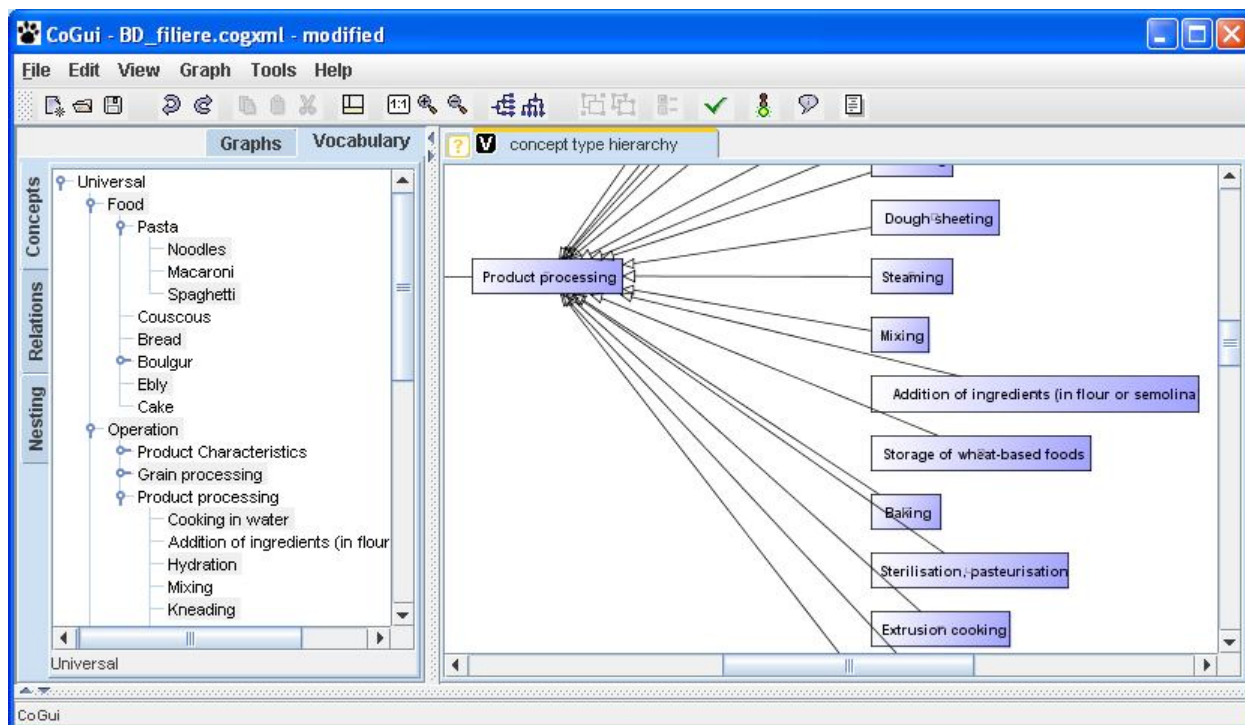 CoGui - BD_filiere.cogxml - modified
File Edit View Graph Tools Help
1:1
Graphs Vocabulary
Concepts
Relations
Nesting
Universal
Food
Pasta
Noodles
Macaroni
Spaghetti
Couscous
Bread
Boulgur
Ebly
Cake
Operation
Product Characteristics
Grain processing
Product processing
Cooking in water
Addition of ingredients (in flour
Hydration
Mixing
Kneading
Universal
? V concept type hierarchy
Product processing
Dough sheeting
Steaming
Mixing
Addition of ingredients (in flour or semolina
Storage of wheat-based foods
Baking
Sterilisation, pasteurisation
Extrusion cooking
CoGui